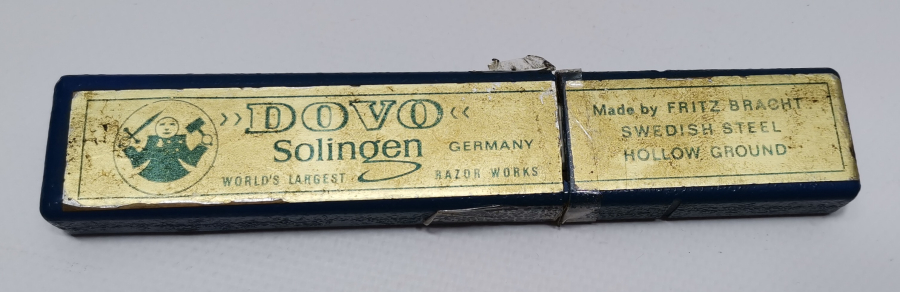 »DOVO«
Solingen GERMANY
WORLD'S LARGEST RAZOR WORKS
Made by FRITZ BRACHT
SWEDISH STEEL
HOLLOW GROUND